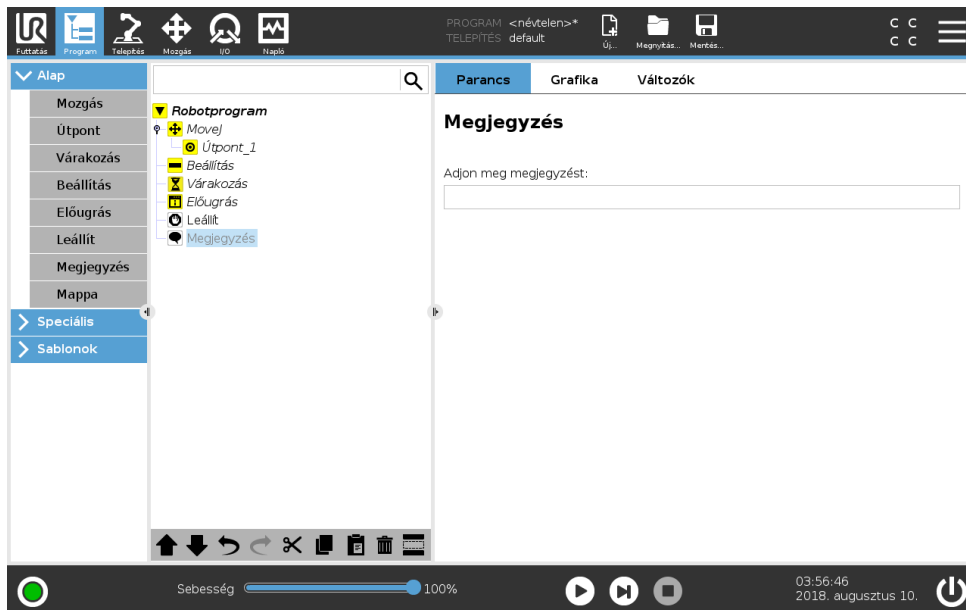 PROGRAM <névtelen>*
TELEPÍTÉS default
C C
C C
Futtatás Program Telepítés Mozgás I/O Napló Új... Megnyitás... Mentés...
Alap
Mozgás
Útpont
Várakozás
Beállítás
Előugrás
Leállít
Megjegyzés
Mappa
Speciális
Sablonok
Robotprogram
MoveJ
Útpont_1
Beállítás
Várakozás
Előugrás
Leállít
Megjegyzés
Parancs Grafika Változók
Megjegyzés
Adjon meg megjegyzést:
Sebesség 100%
03:56:46
2018. augusztus 10.